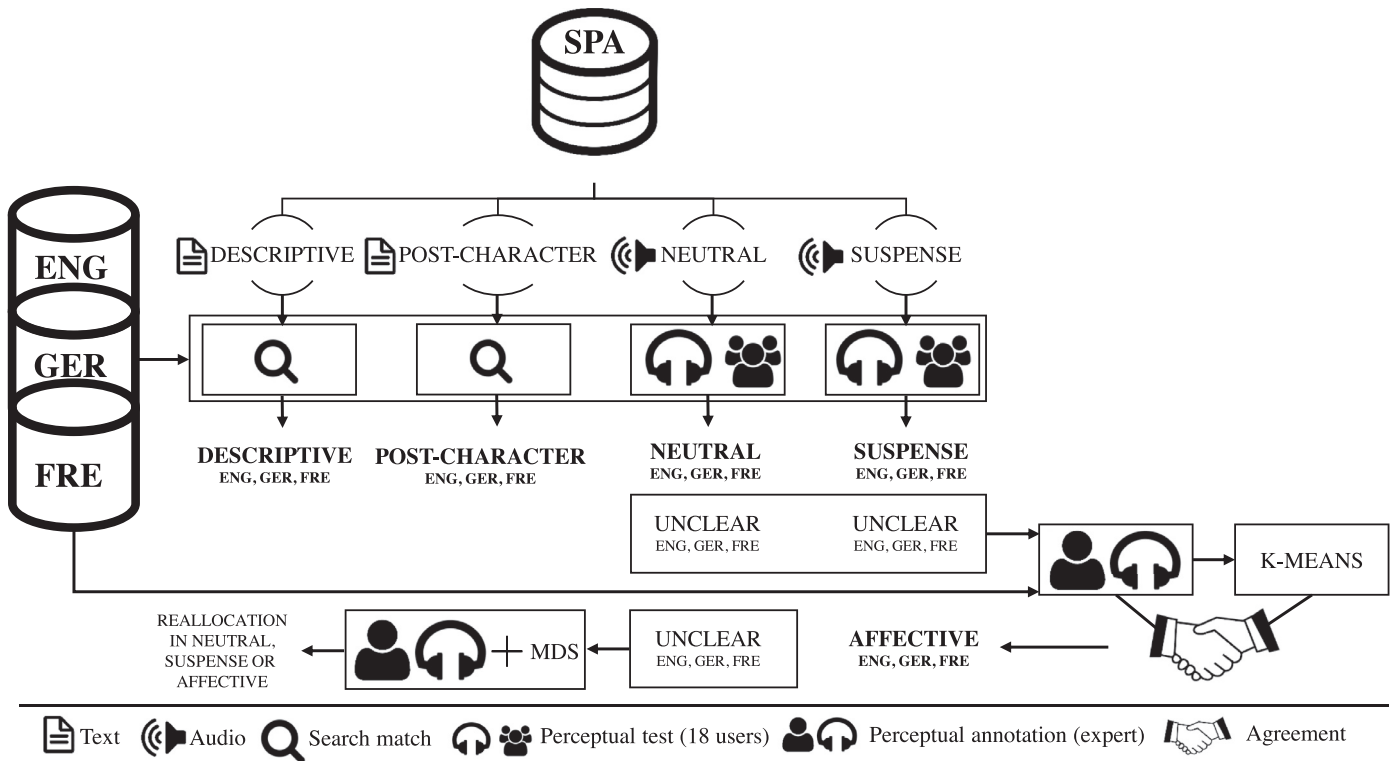 SPA
ENG
GER
FRE
DESCRIPTIVE
POST-CHARACTER
NEUTRAL
SUSPENSE
DESCRIPTIVE
ENG, GER, FRE
POST-CHARACTER
ENG, GER, FRE
NEUTRAL
ENG, GER, FRE
SUSPENSE
ENG, GER, FRE
UNCLEAR
ENG, GER, FRE
UNCLEAR
ENG, GER, FRE
K-MEANS
REALLOCATION
IN NEUTRAL,
SUSPENSE OR
AFFECTIVE
+ MDS
UNCLEAR
ENG, GER, FRE
AFFECTIVE
ENG, GER, FRE
Text
Audio
Search match
Perceptual test (18 users)
Perceptual annotation (expert)
Agreement